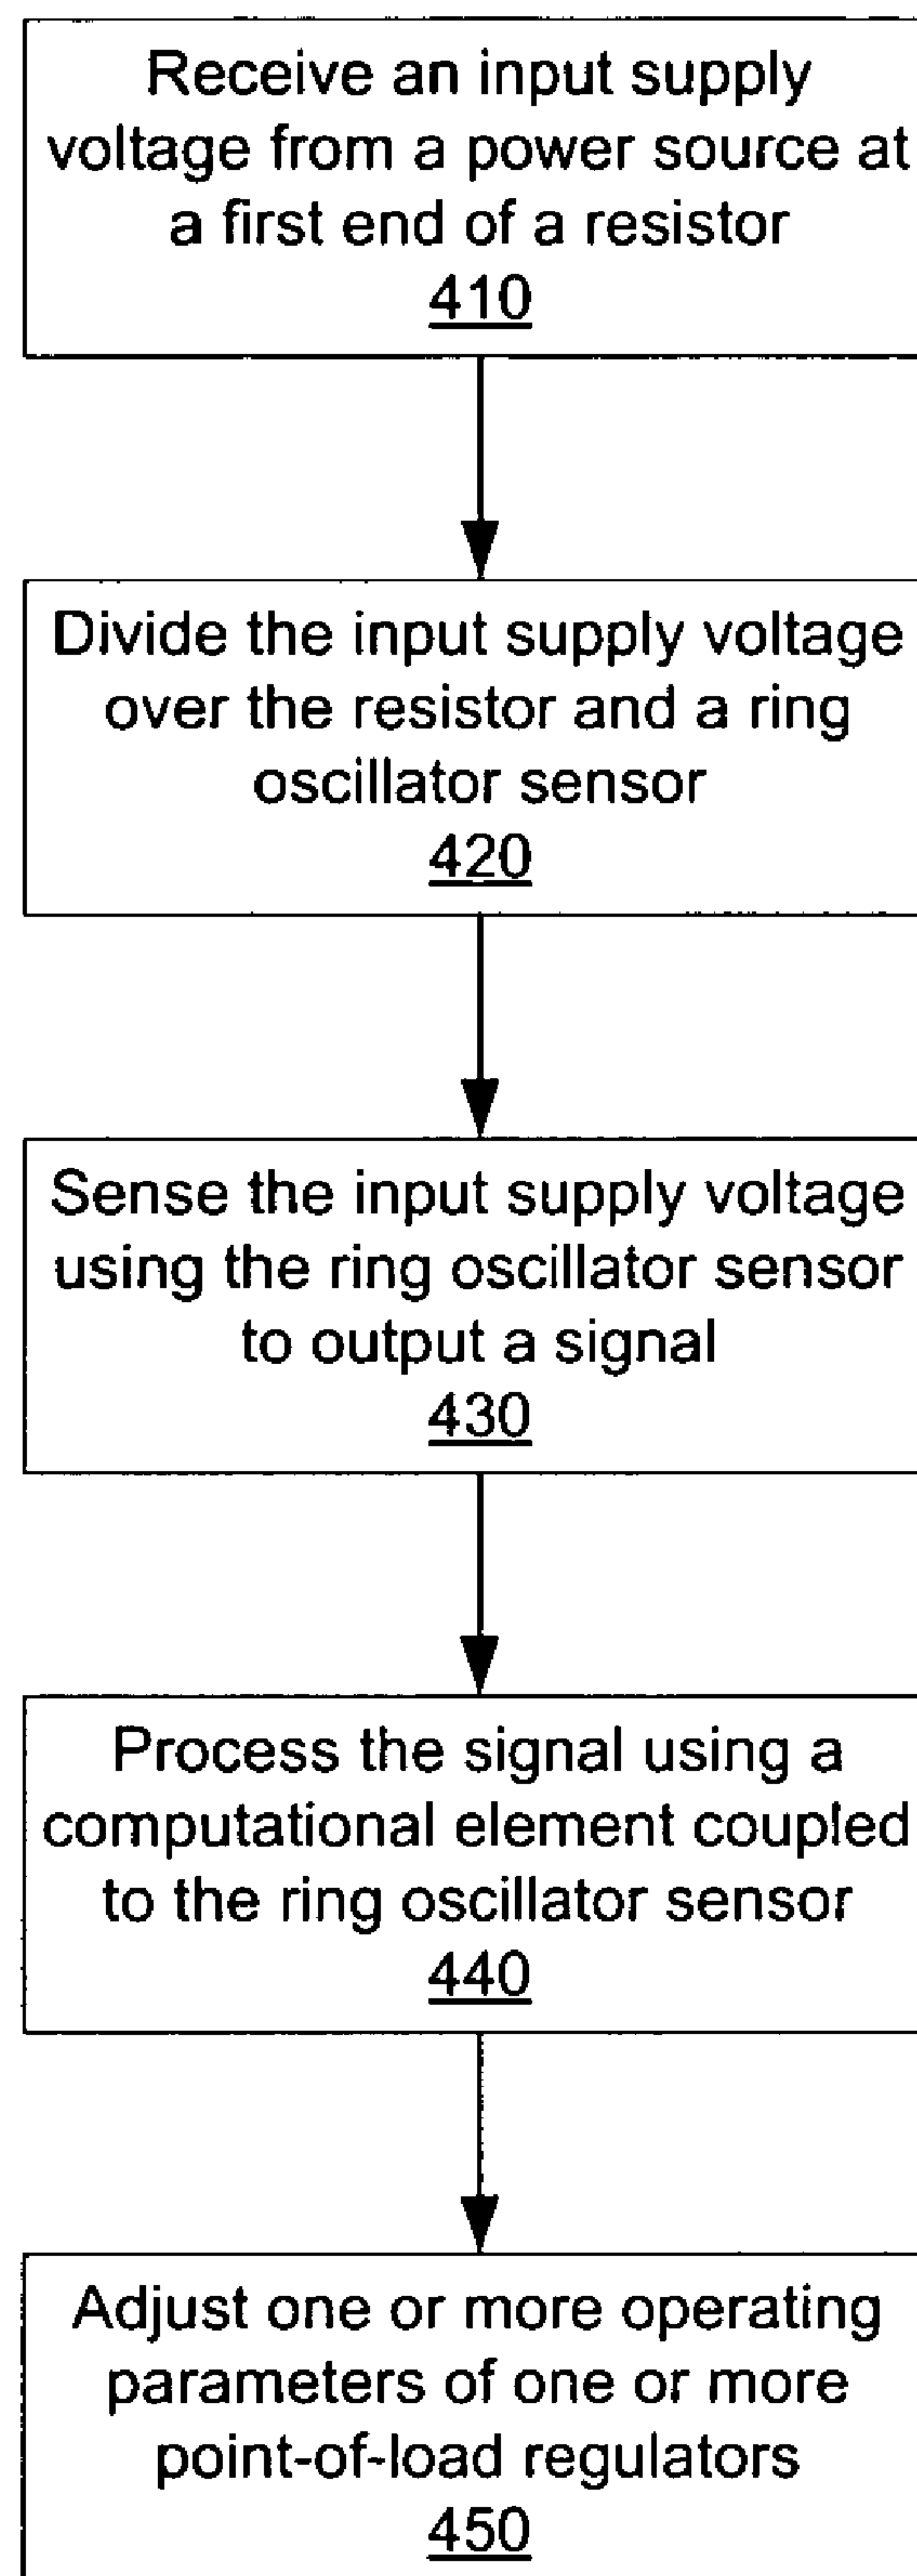 Receive an input supply
voltage from a power source at
a first end of a resistor
410
Divide the input supply voltage
over the resistor and a ring
oscillator sensor
420
Sense the input supply voltage
using the ring oscillator sensor
to output a signal
430
Process the signal using a
computational element coupled
to the ring oscillator sensor
440
Adjust one or more operating
parameters of one or more
point-of-load regulators
450